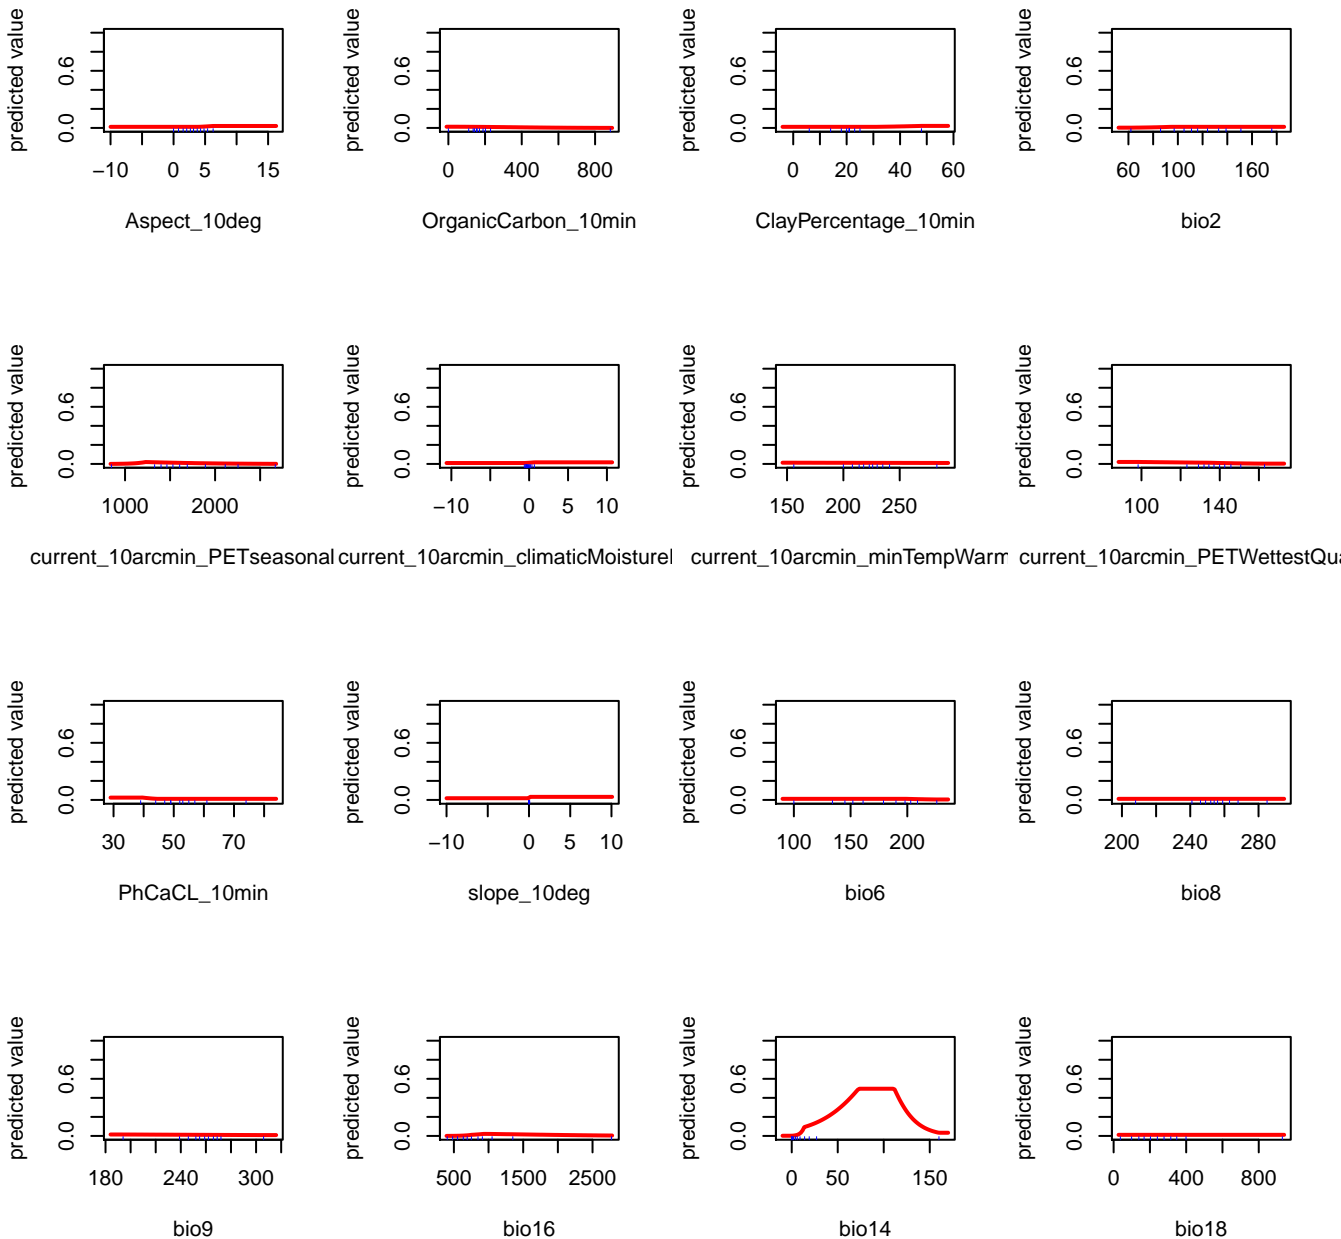 predicted value predicted value predicted value predicted value
0.6 0.6 0.6 0.6
0.0 0.0 0.0 0.0
−10 0 5 15 0 400 800 0 20 40 60 60 100 160
Aspect_10deg OrganicCarbon_10min ClayPercentage_10min bio2
predicted value predicted value predicted value predicted value
0.6 0.6 0.6 0.6
0.0 0.0 0.0 0.0
1000 2000 −10 0 5 10 150 200 250 100 140
current_10arcmin_PETseasonal current_10arcmin_climaticMoistureI current_10arcmin_minTempWarm current_10arcmin_PETWettestQua
predicted value predicted value predicted value predicted value
0.6 0.6 0.6 0.6
0.0 0.0 0.0 0.0
30 50 70 −10 0 5 10 100 150 200 200 240 280
PhCaCL_10min slope_10deg bio6 bio8
predicted value predicted value predicted value predicted value
0.6 0.6 0.6 0.6
0.0 0.0 0.0 0.0
180 240 300 500 1500 2500 0 50 150 0 400 800
bio9 bio16 bio14 bio18